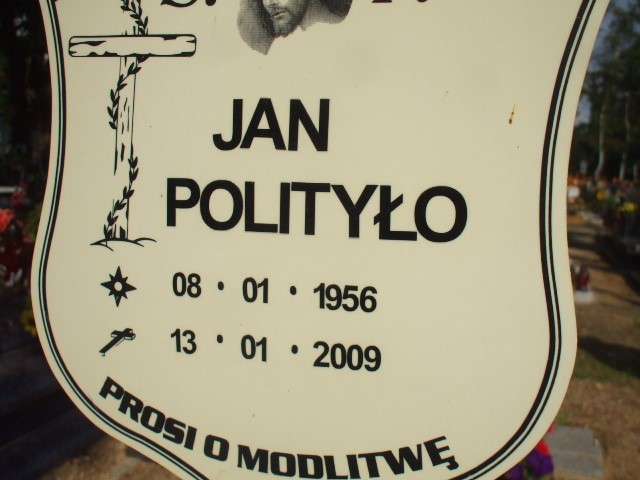 JAN
POLITYŁO
08 · 01 · 1956
13 · 01 · 2009
PROSI O MODLITWĘ